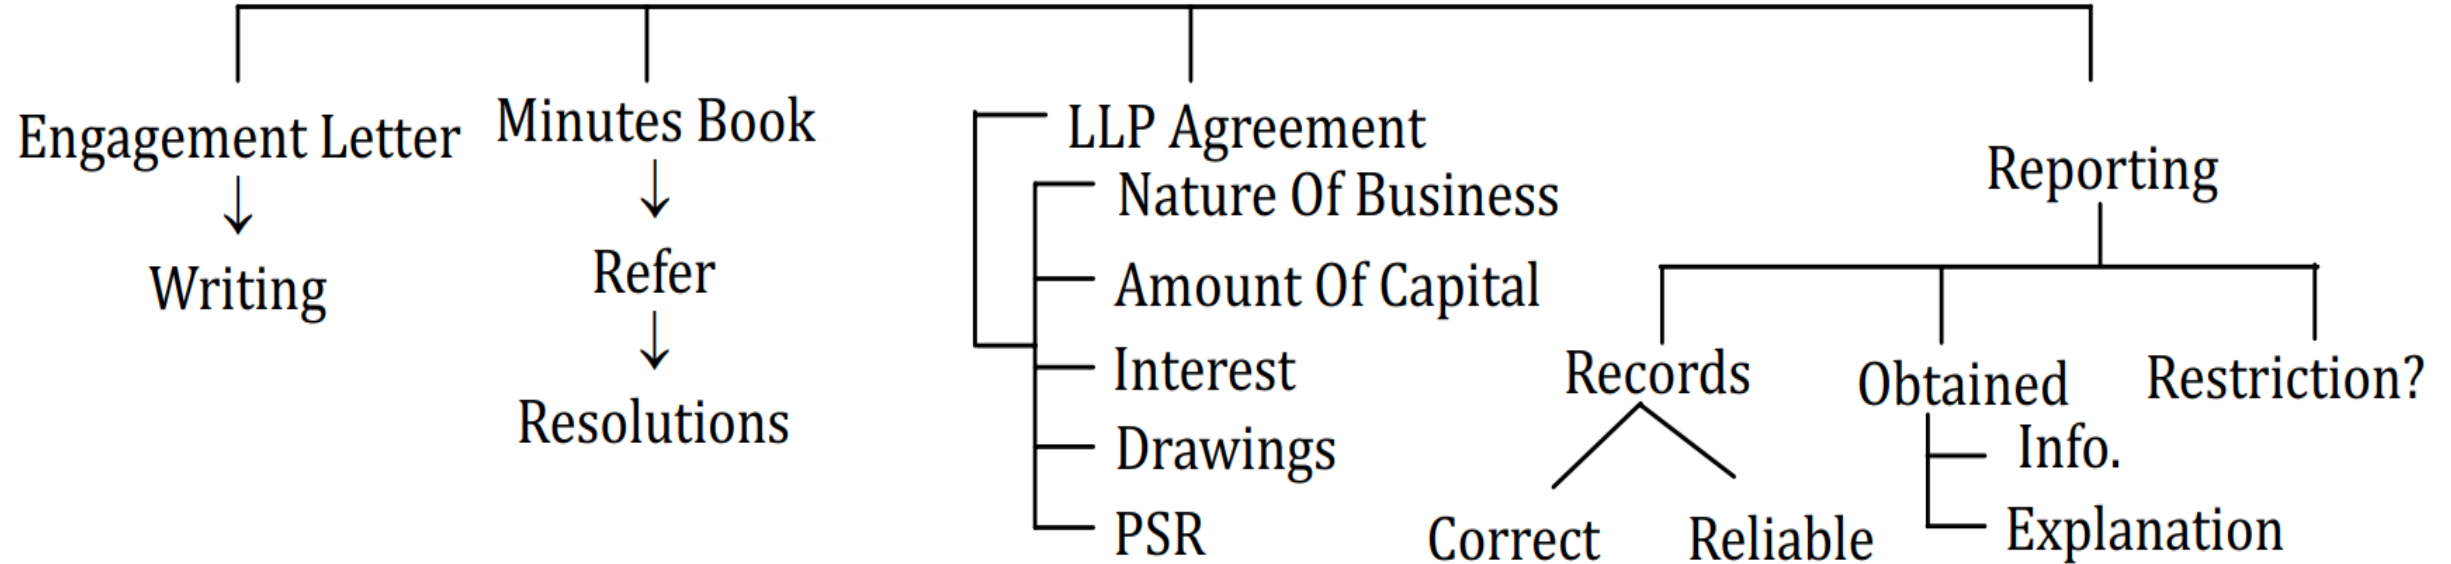 Engagement Letter
Writing
Minutes Book
Refer
Resolutions
LLP Agreement
Nature Of Business
Amount Of Capital
Interest
Drawings
PSR
Reporting
Records
Correct
Reliable
Obtained
Info.
Explanation
Restriction?